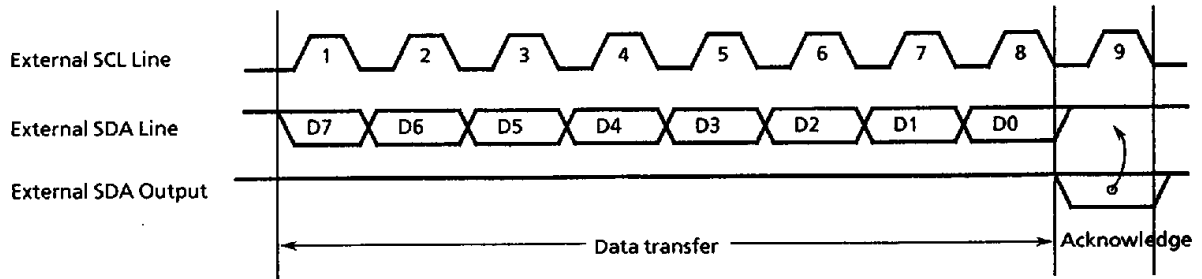 External SCL Line 1 2 3 4 5 6 7 8 9
External SDA Line D7 D6 D5 D4 D3 D2 D1 D0
External SDA Output
Data transfer Acknowledge